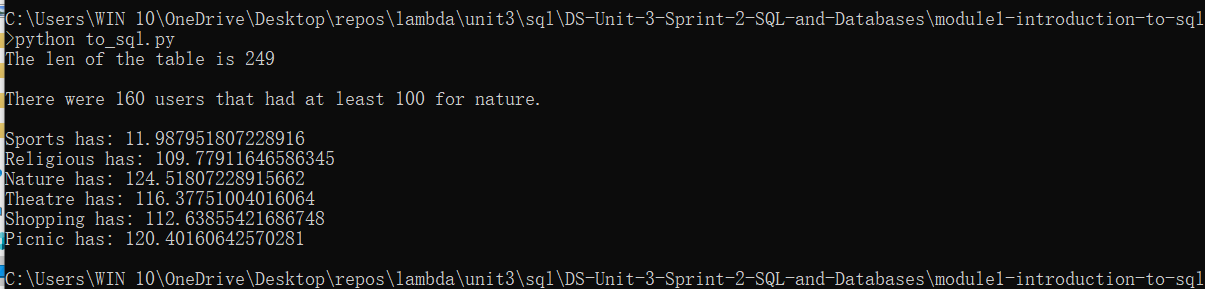 C:\Users\WIN 10\OneDrive\Desktop\repos\lambda\unit3\sql\DS-Unit-3-Sprint-2-SQL-and-Databases\module1-introduction-to-sql
>python to_sql.py
The len of the table is 249
There were 160 users that had at least 100 for nature.
Sports has: 11.987951807228916
Religious has: 109.77911646586345
Nature has: 124.51807228915662
Theatre has: 116.37751004016064
Shopping has: 112.63855421686748
Picnic has: 120.40160642570281
C:\Users\WIN 10\OneDrive\Desktop\repos\lambda\unit3\sql\DS-Unit-3-Sprint-2-SQL-and-Databases\module1-introduction-to-sql